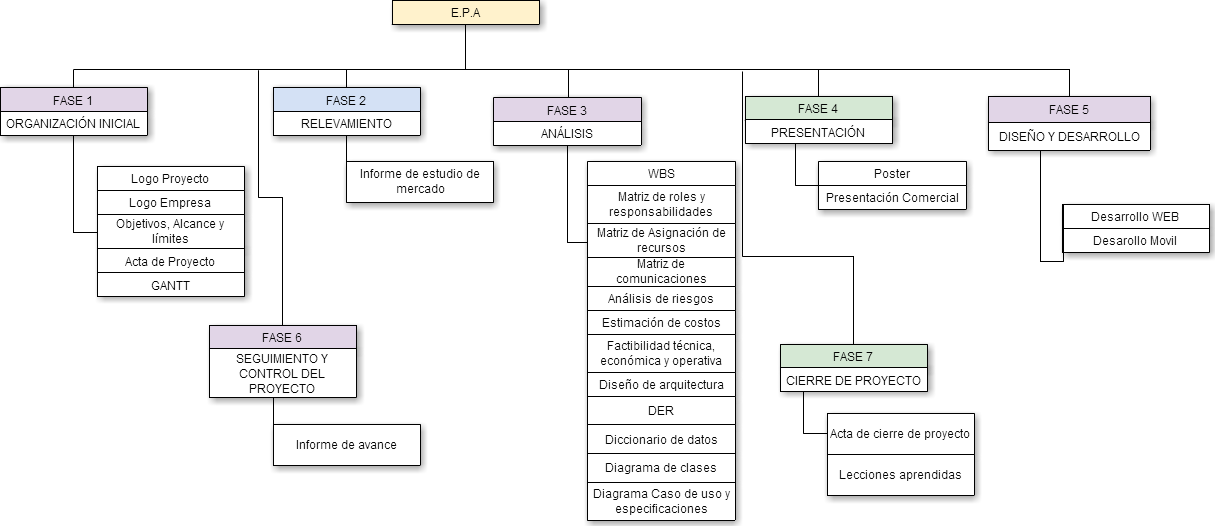 E.P.A
FASE 1
ORGANIZACIÓN INICIAL
Logo Proyecto
Logo Empresa
Objetivos, Alcance y
límites
Acta de Proyecto
GANTT
FASE 2
RELEVAMIENTO
Informe de estudio de
mercado
FASE 3
ANÁLISIS
WBS
Matriz de roles y
responsabilidades
Matriz de Asignación de
recursos
Matriz de
comunicaciones
Análisis de riesgos
Estimación de costos
Factibilidad técnica,
económica y operativa
Diseño de arquitectura
DER
Diccionario de datos
Diagrama de clases
Diagrama Caso de uso y
especificaciones
FASE 4
PRESENTACIÓN
Poster
Presentación Comercial
FASE 5
DISEÑO Y DESARROLLO
Desarrollo WEB
Desarollo Movil
FASE 6
SEGUIMIENTO Y
CONTROL DEL
PROYECTO
Informe de avance
FASE 7
CIERRE DE PROYECTO
Acta de cierre de proyecto
Lecciones aprendidas